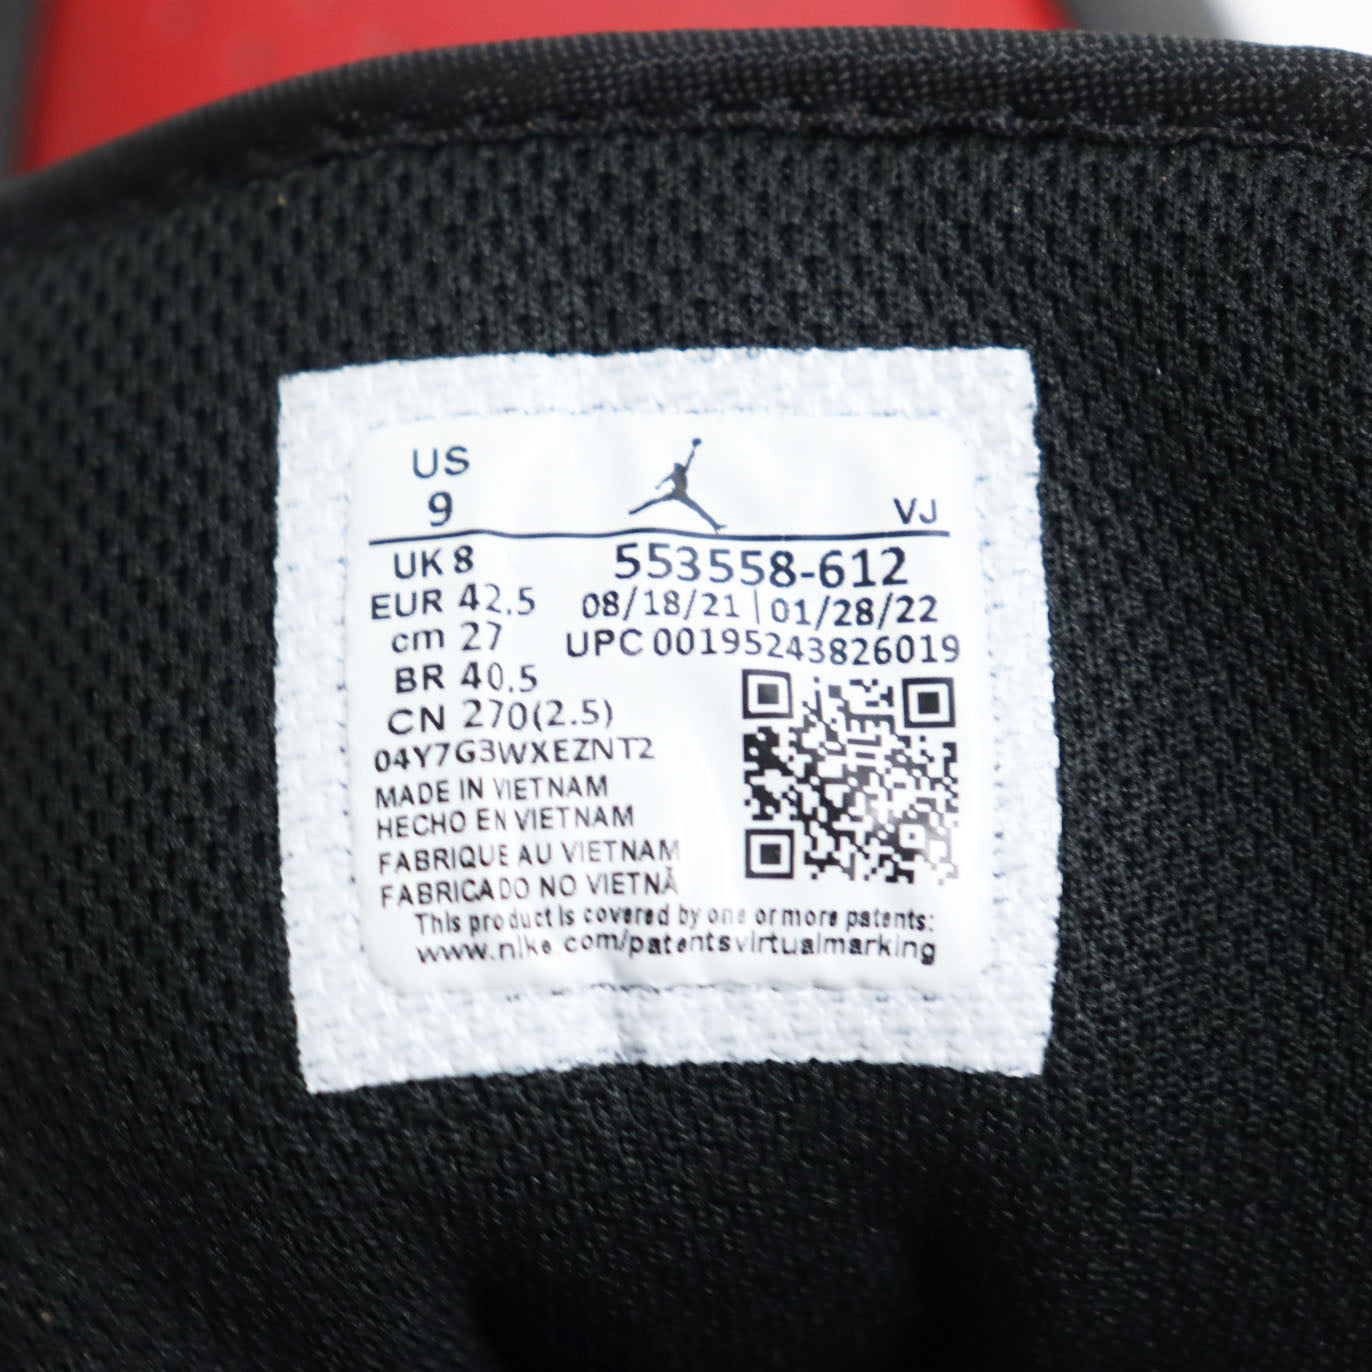 US
9
VJ
UK 8
553558-612
EUR 42.5
08/18/21 | 01/28/22
cm 27
UPC 00195243826019
BR 40.5
CN 270(2.5)
04Y7G3WXEZNT2
MADE IN VIETNAM
HECHO EN VIETNAM
FABRIQUE AU VIETNAM
FABRICADO NO VIETNÃ
This product is covered by one or more patents:
www.nike.com/patentsvirtualmarking